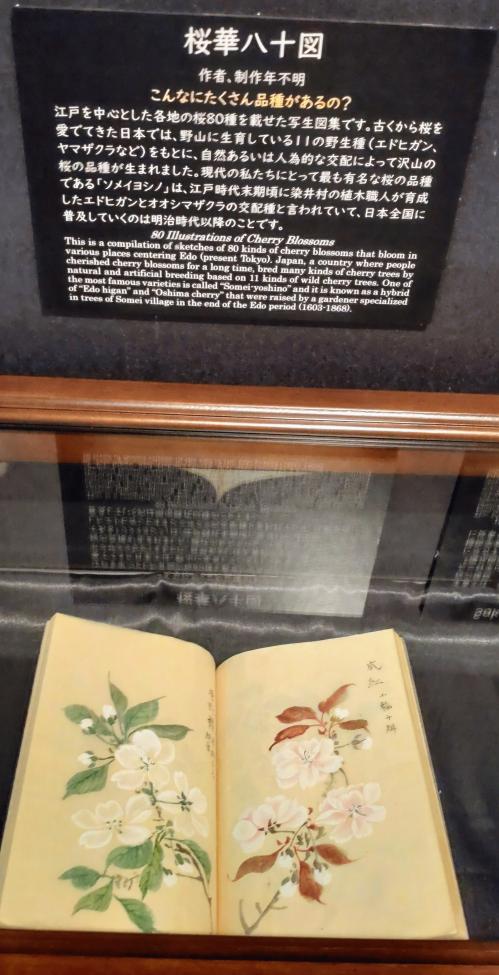 桜華八十図
作者、制作年不明
こんなにたくさん品種があるの？
江戸を中心とした各地の桜80種を載せた写生図集です。古くから桜を
愛でてきた日本では、野山に生育している11の野生種（エドヒガン、
ヤマザクラなど）をもとに、自然あるいは人為的な交配によって沢山の
桜の品種が生まれました。現代の私たちにとって最も有名な桜の品種
である「ソメイヨシノ」は、江戸時代末期頃に染井村の植木職人が育成
したエドヒガンとオオシマザクラの交配種と言われていて、日本全国に
普及していくのは明治時代以降のことです。
80 Illustrations of Cherry Blossoms
This is a compilation of sketches of 80 kinds of cherry blossoms that bloom in
various places centering Edo (present Tokyo). Japan, a country where people
cherished cherry blossoms for a long time, bred many kinds of cherry trees by
natural and artificial breeding based on 11 kinds of wild cherry trees. One of
the most famous varieties is called "Somei-yoshino" and it is known as a hybrid
of "Edo higan" and "Oshima cherry" that were raised by a gardener specialized
in trees of Somei village in the end of the Edo period (1603-1868).